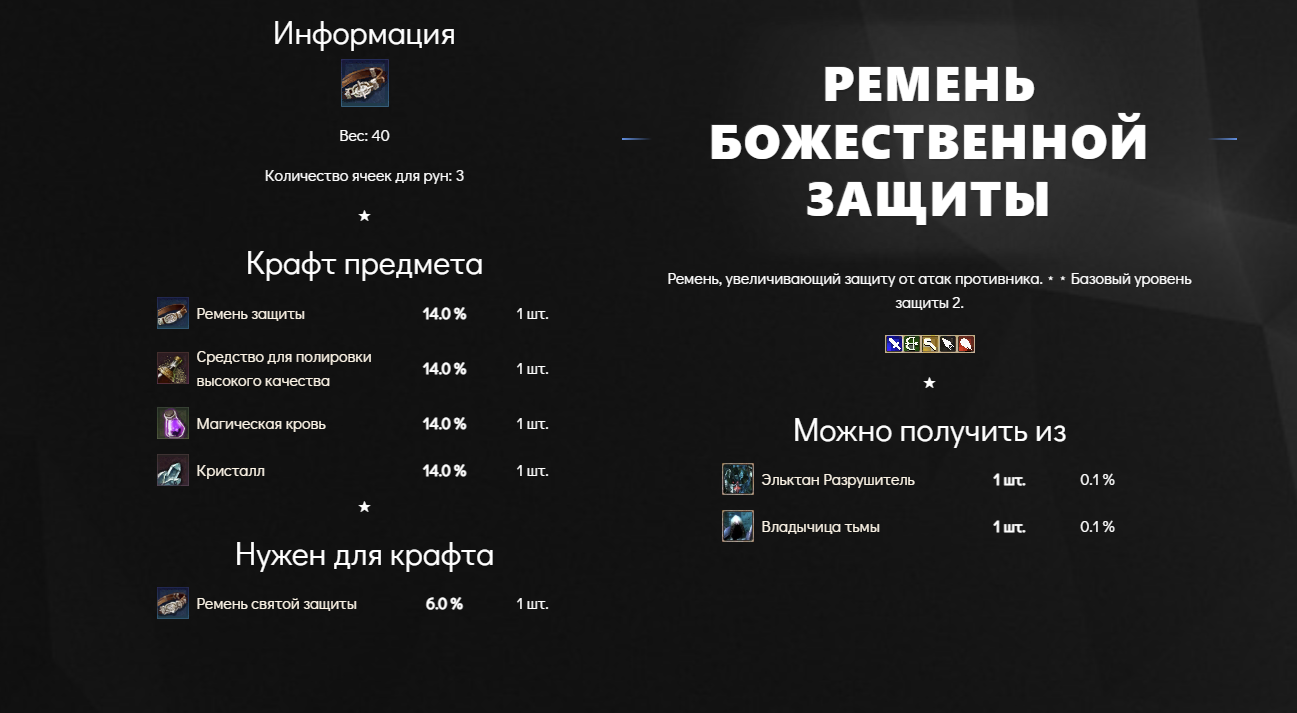 Информация
Вес: 40
Количество ячеек для рун: 3
Крафт предмета
Ремень защиты 14.0 % 1 шт.
Средство для полировки
высокого качества 14.0 % 1 шт.
Магическая кровь 14.0 % 1 шт.
Кристалл 14.0 % 1 шт.
Нужен для крафта
Ремень святой защиты 6.0 % 1 шт.
РЕМЕНЬ
БОЖЕСТВЕННОЙ
ЗАЩИТЫ
Ремень, увеличивающий защиту от атак противника. * * Базовый уровень
защиты 2.
Можно получить из
Эльктан Разрушитель 1 шт. 0.1 %
Владычица тьмы 1 шт. 0.1 %